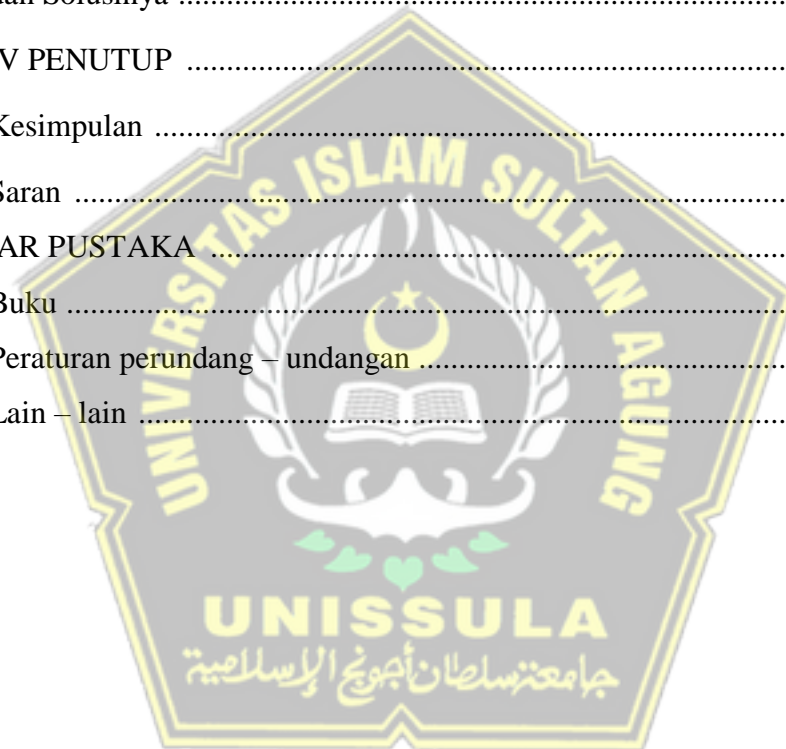 dan Solusinya ........................................................................
V PENUTUP ........................................................................
Kesimpulan ........................................................................
Saran ........................................................................
AR PUSTAKA ........................................................................
Buku ........................................................................
Peraturan perundang – undangan ........................................................................
Lain – lain ........................................................................
UNIVERSITAS ISLAM SULTAN AGUNG
UNISSULA
جامعة سلطان أجونج الإسلامية